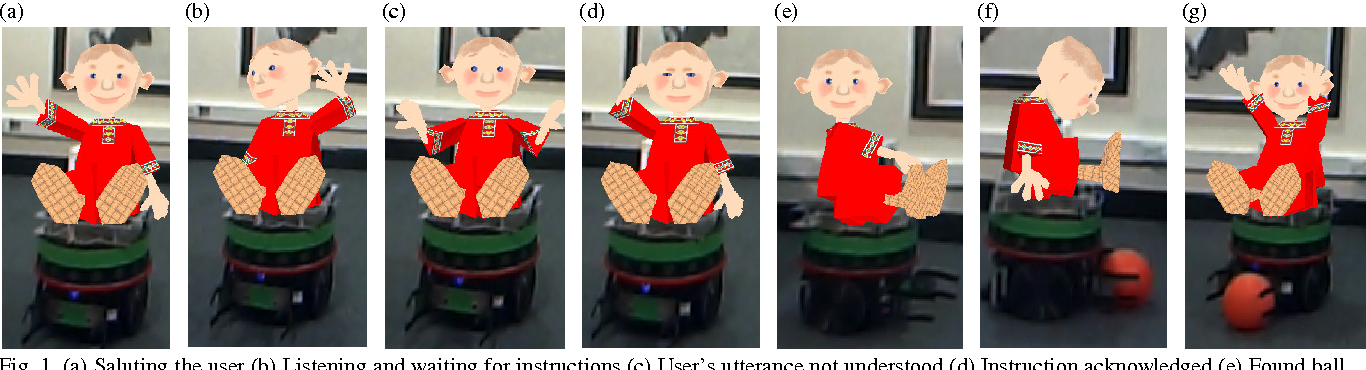 (a) (b) (c) (d) (e) (f) (g)
Fig. 1. (a) Saluting the user (b) Listening and waiting for instructions (c) User's utterance not understood (d) Instruction acknowledged (e) Found ball